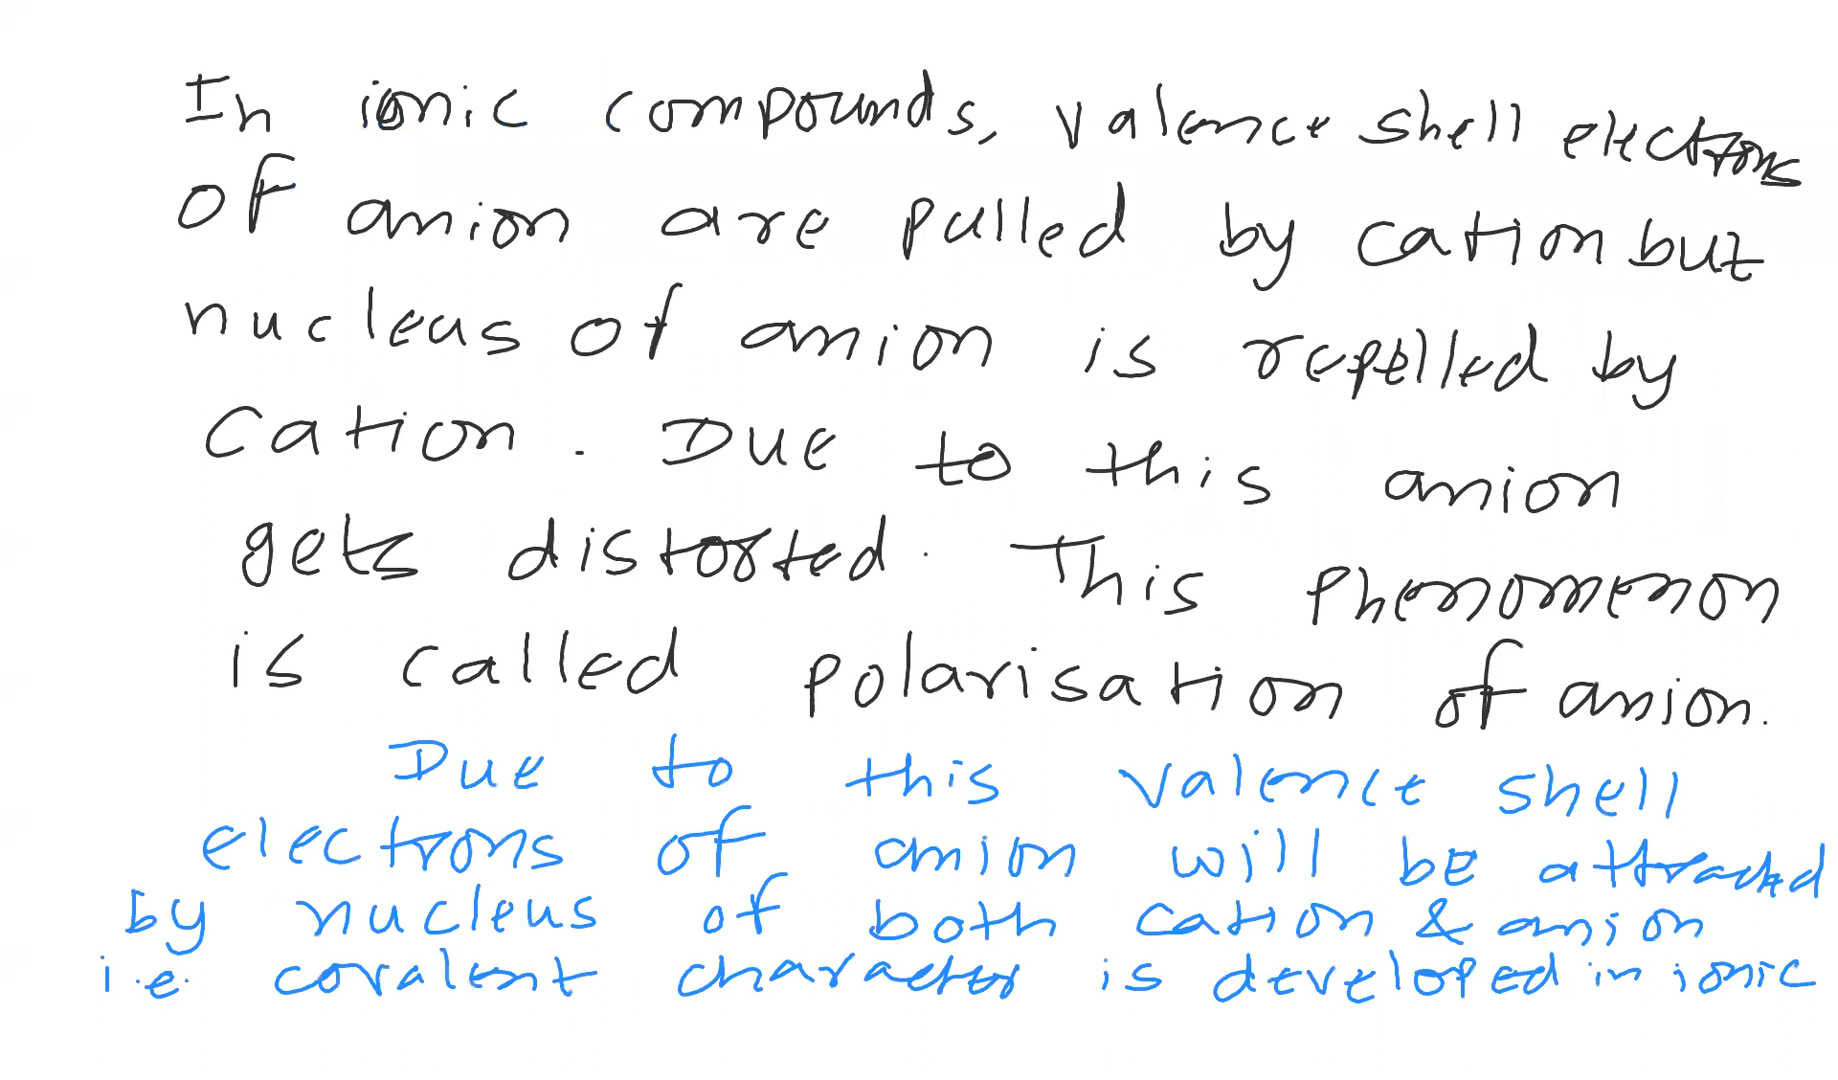 In ionic compounds, valence shell electrons
of anion are pulled by cation but
nucleus of anion is repelled by
Cation. Due to this anion
gets distorted. This phenomenon
is called polarisation of anion.
Due to this valence shell
electrons of anion will be attracted
by nucleus of both cation & anion
i.e. covalent character is developed in ionic